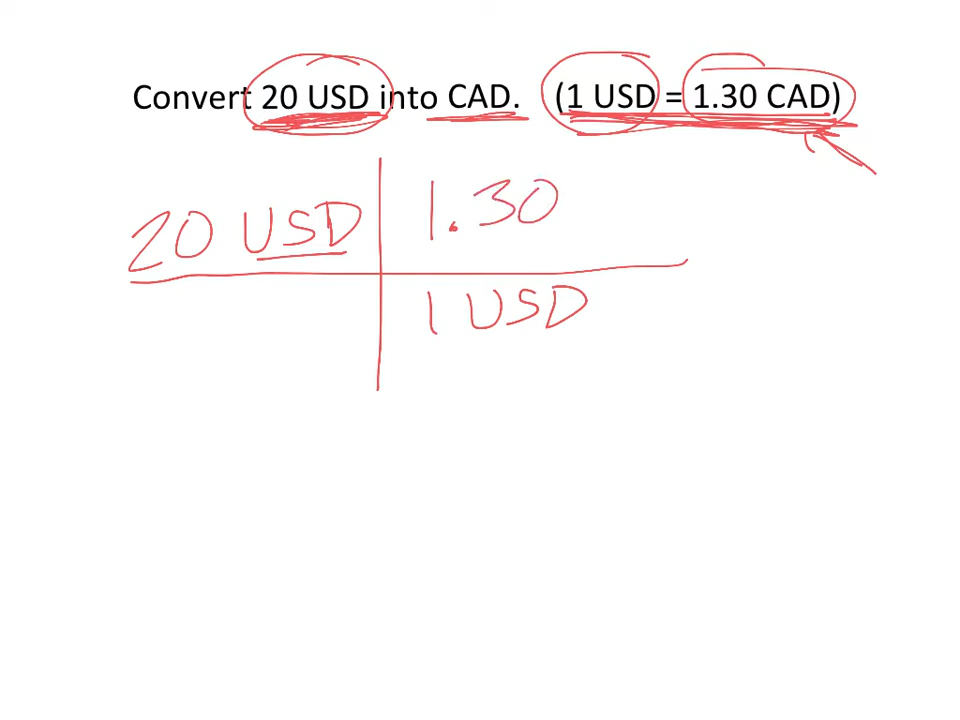 Convert 20 USD into CAD. (1 USD = 1.30 CAD)
20 USD 1.30
1 USD